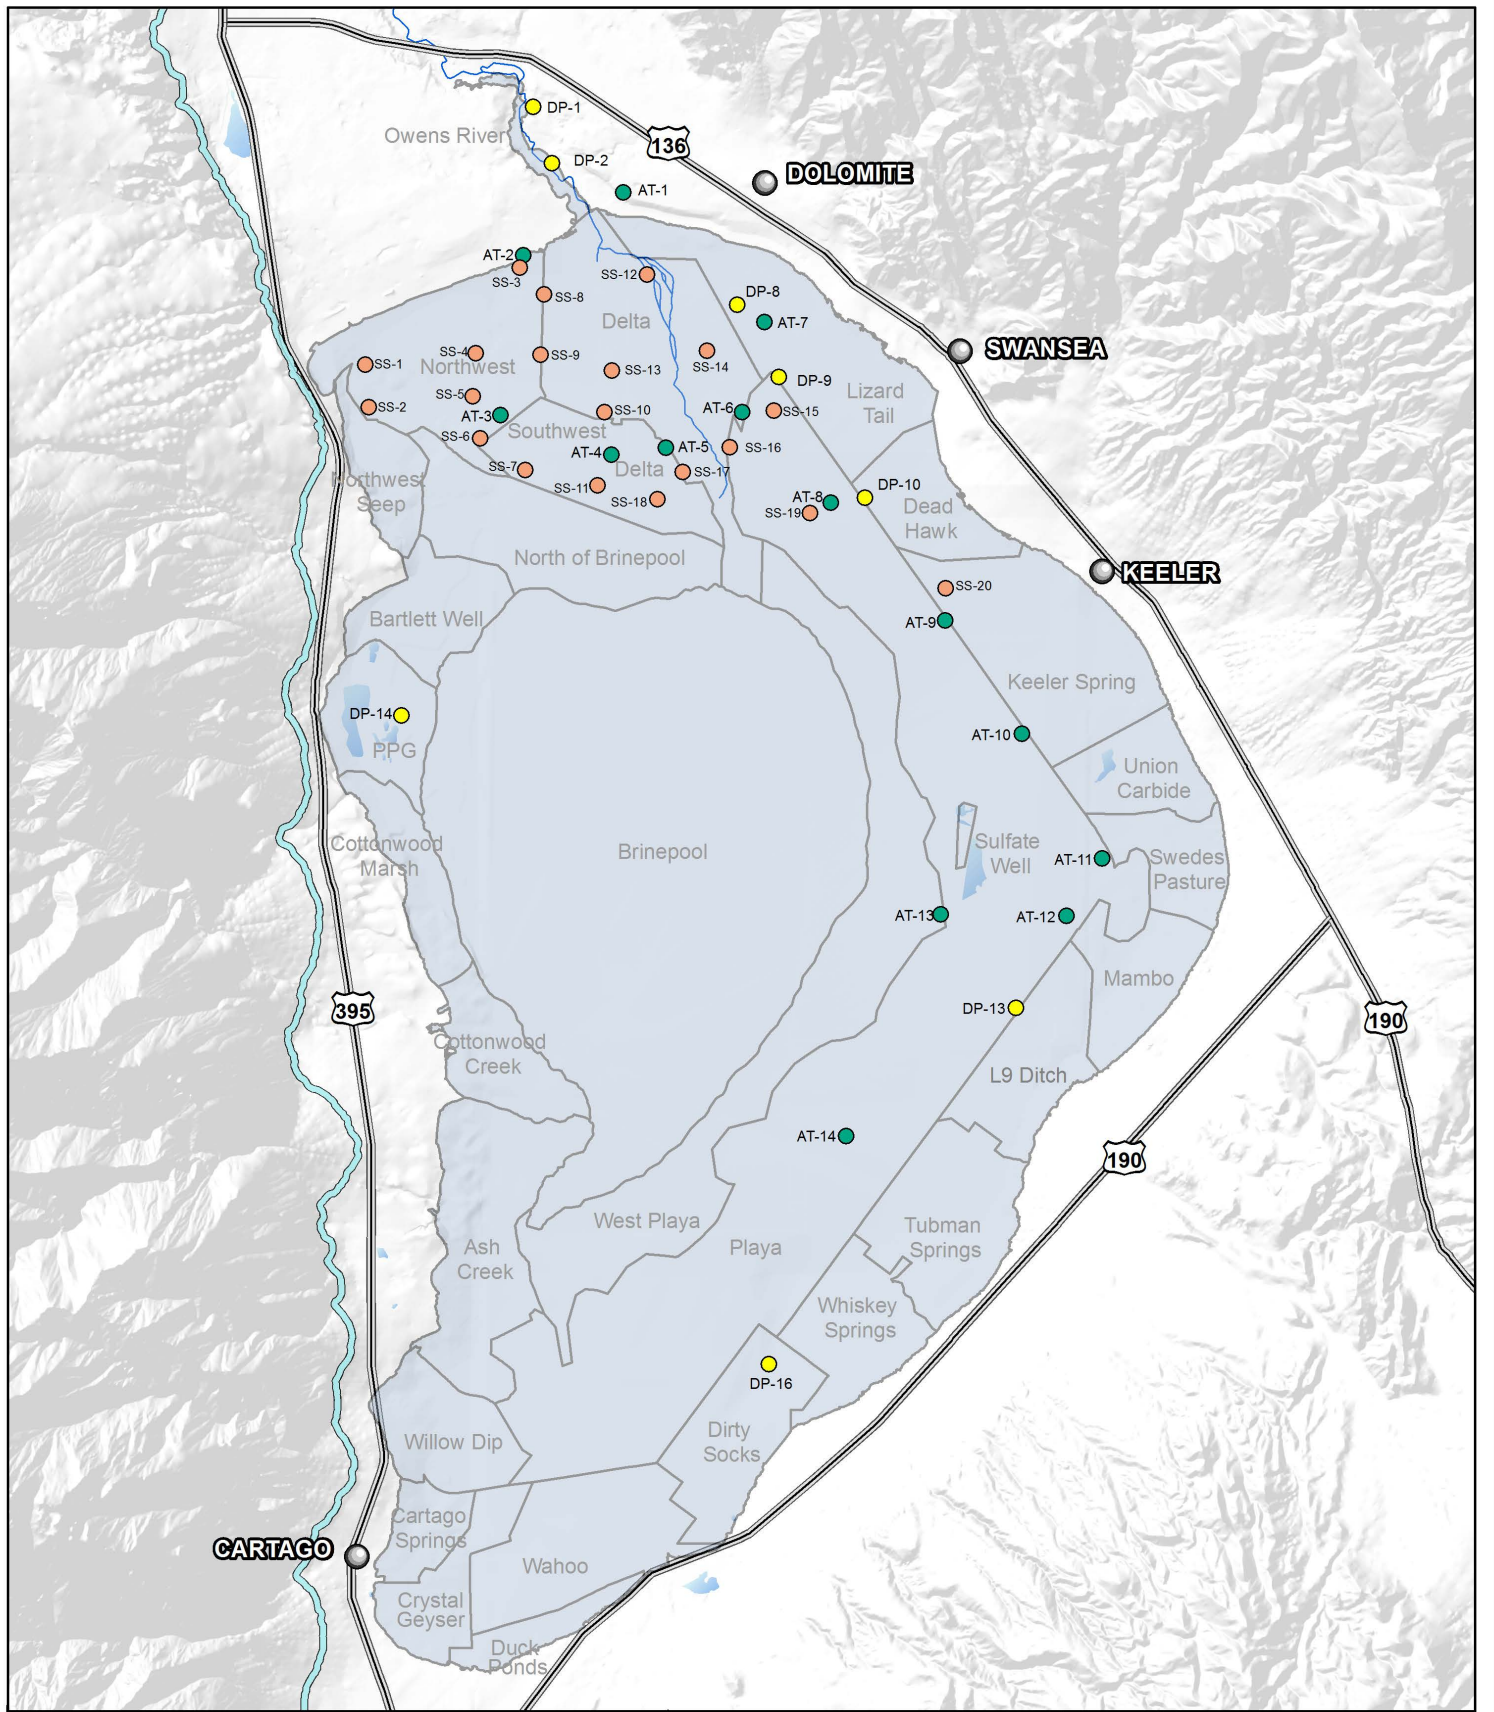 DP-1
Owens River
136
DP-2
DOLOMITE
AT-1
AT-2
SS-12
SS-3
DP-8
SS-8
Delta
AT-7
SWANSEA
SS-4
SS-9
SS-1
Northwest
SS-13
SS-14
DP-9
Lizard
Tail
SS-5
SS-2
AT-3
SS-10
AT-6
SS-15
Southwest
SS-6
AT-4
AT-5
SS-16
SS-7
Delta
SS-17
Northwest
Seep
SS-11
SS-18
DP-10
AT-8
SS-19
Dead
Hawk
North of Brinepool
KEELER
SS-20
Bartlett Well
AT-9
Keeler Spring
DP-14
PPG
AT-10
Union
Carbide
Cottonwood
Marsh
Brinepool
Sulfate
Well
AT-11
Swedes
Pasture
AT-13
AT-12
Mambo
395
DP-13
190
Cottonwood
Creek
L9 Ditch
AT-14
190
West Playa
Ash
Creek
Playa
Tubman
Springs
Whiskey
Springs
DP-16
Willow Dip
Dirty
Socks
Cartago
Springs
CARTAGO
Wahoo
Crystal
Geyser
Duck
Ponds